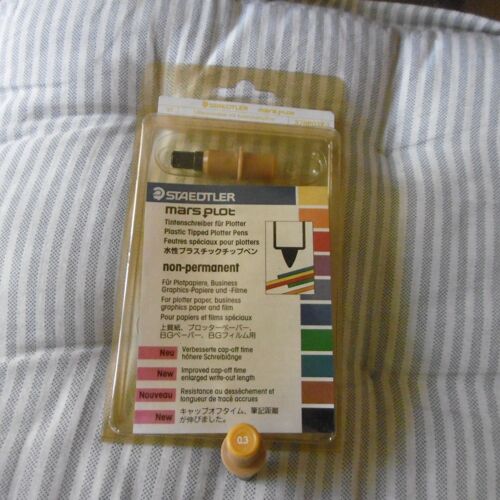 STAEDTLER mars plot
STAEDTLER
mars plot
Tintenschreiber für Plotter
Plastic Tipped Plotter Pens
Feutres spéciaux pour plotters
水性プラスチックチップペン
non-permanent
Für Plotpapiere, Business
Graphics-Papiere und -Filme
For plotter paper, business
graphics paper and film
Pour papiers et films spéciaux
上質紙、プロッターペーパー、
BGペーパー、BGフィルム用
Neu Verbesserte cap-off time
höhere Schreiblänge
New Improved cap-off time
enlarged write-out length
Nouveau Resistance au dessèchement et
longueur de tracé accrues
New キャップオフタイム、筆記距離
が伸びました。
0.3